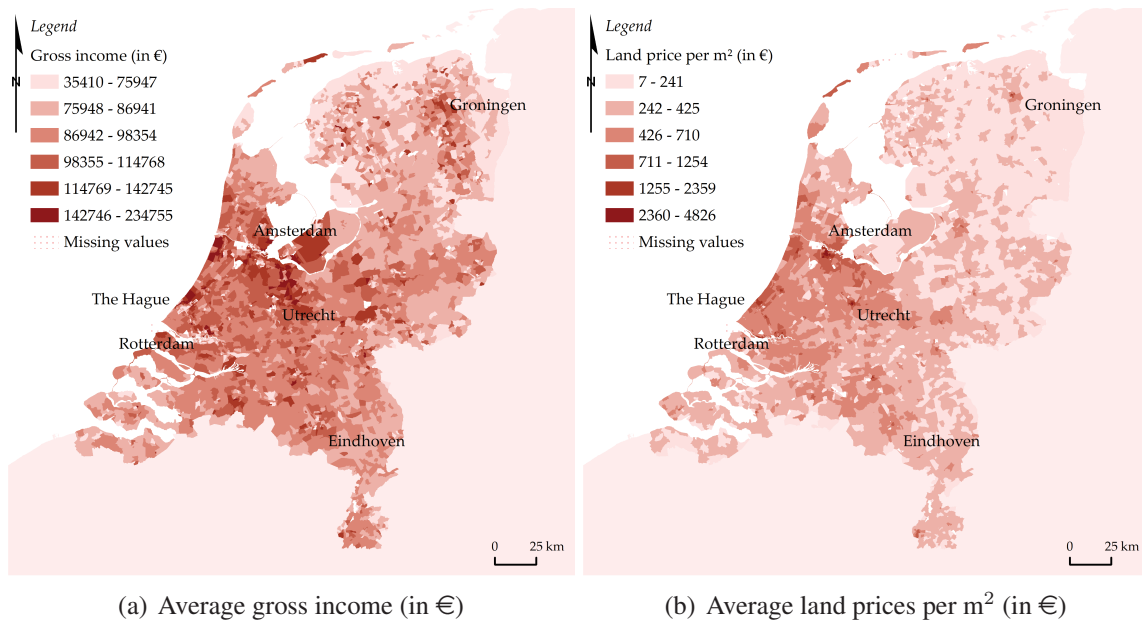 Legend
Gross income (in €)
35410 - 75947
75948 - 86941
86942 - 98354
98355 - 114768
114769 - 142745
142746 - 234755
Missing values
N
Groningen
Amsterdam
The Hague
Utrecht
Rotterdam
Eindhoven
0 25 km
(a) Average gross income (in €)
Legend
Land price per m² (in €)
7 - 241
242 - 425
426 - 710
711 - 1254
1255 - 2359
2360 - 4826
Missing values
N
Groningen
Amsterdam
The Hague
Utrecht
Rotterdam
Eindhoven
0 25 km
(b) Average land prices per m² (in €)